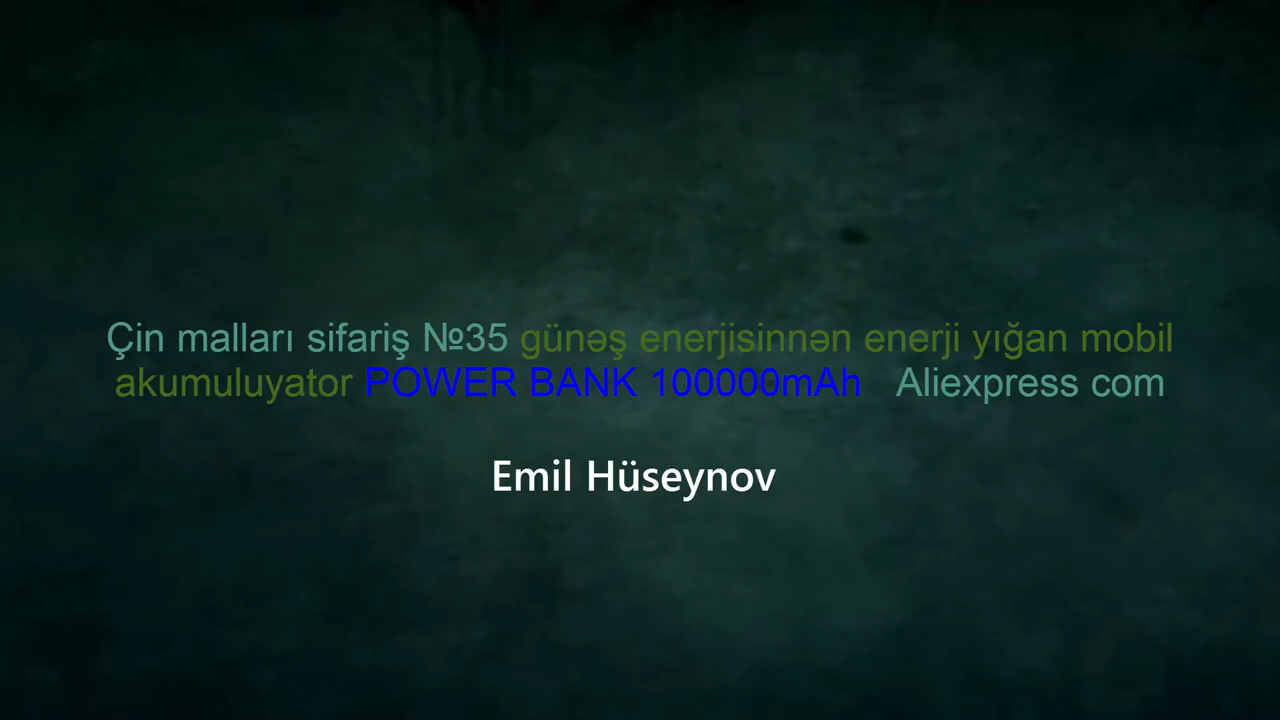 Çin malları sifariş №35 günəş enerjisinnən enerji yığan mobil
akumuluyator POWER BANK 100000mAh Aliexpress com
Emil Hüseynov